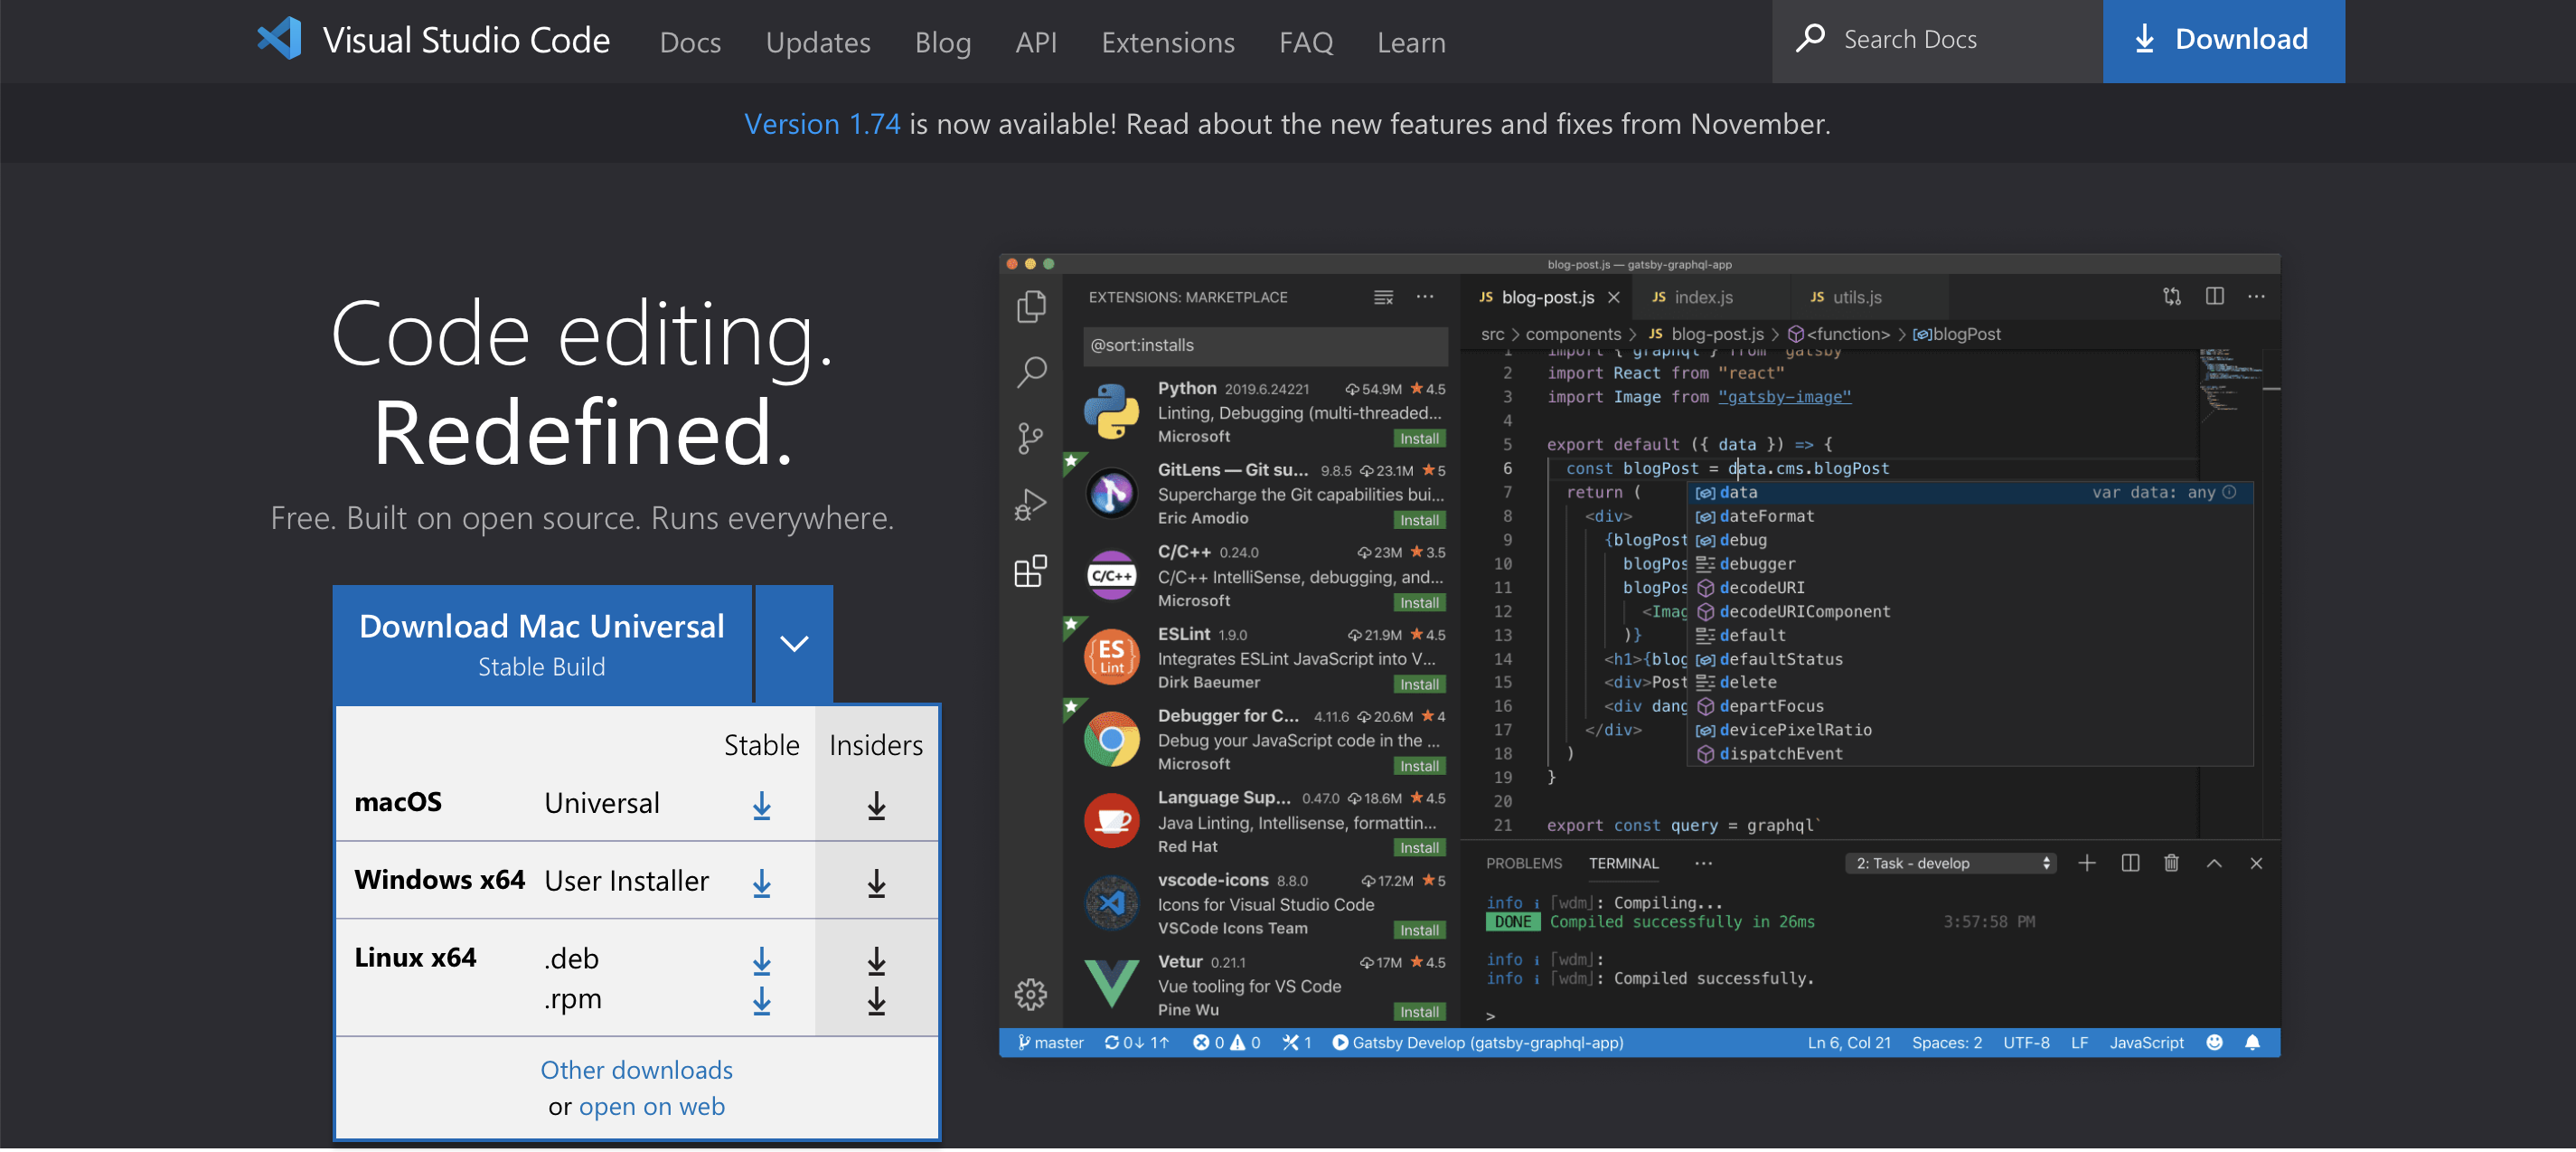 Visual Studio Code Docs Updates Blog API Extensions FAQ Learn Search Docs Download
Version 1.74 is now available! Read about the new features and fixes from November.
Code editing.
Redefined.
Free. Built on open source. Runs everywhere.
Download Mac Universal
Stable Build
Stable Insiders
macOS Universal
Windows x64 User Installer
Linux x64 .deb
.rpm
Other downloads
or open on web
blog-post.js — gatsby-graphql-app
EXTENSIONS: MARKETPLACE ···
@sort:installs
Python 2019.6.24221 54.9M ★ 4.5
Linting, Debugging (multi-threaded...
Microsoft Install
GitLens — Git su... 9.8.5 23.1M ★ 5
Supercharge the Git capabilities bui...
Eric Amodio Install
C/C++
C/C++ 0.24.0 23M ★ 3.5
C/C++ IntelliSense, debugging, and...
Microsoft Install
ES
Lint
ESLint 1.9.0 21.9M ★ 4.5
Integrates ESLint JavaScript into V...
Dirk Baeumer Install
Debugger for C... 4.11.6 20.6M ★ 4
Debug your JavaScript code in the ...
Microsoft Install
Language Sup... 0.47.0 18.6M ★ 4.5
Java Linting, Intellisense, formattin...
Red Hat Install
vscode-icons 8.8.0 17.2M ★ 5
Icons for Visual Studio Code
VSCode Icons Team Install
Vetur 0.21.1 17M ★ 4.5
Vue tooling for VS Code
Pine Wu Install
JS blog-post.js × JS index.js JS utils.js ···
src > components > JS blog-post.js > <function> > blogPost
1 import { graphql } from "gatsby
2 import React from "react"
3 import Image from "gatsby-image"
4
5 export default ({ data }) => {
6 const blogPost = data.cms.blogPost
7 return (
8 <div>
9 {blogPost
10 blogPos
11 blogPos
12 <Imag
13 )}
14 <h1>{blog
15 <div>Post
16 <div dang
17 </div>
18 )
19 }
20
21 export const query = graphql`
data var data: any
dateFormat
debug
debugger
decodeURI
decodeURIComponent
default
defaultStatus
delete
departFocus
devicePixelRatio
dispatchEvent
PROBLEMS TERMINAL ··· 2: Task - develop
info i ｢wdm｣: Compiling...
DONE Compiled successfully in 26ms 3:57:58 PM
info i ｢wdm｣:
info i ｢wdm｣: Compiled successfully.
>
master 0↓ 1↑ 0 0 1 Gatsby Develop (gatsby-graphql-app) Ln 6, Col 21 Spaces: 2 UTF-8 LF JavaScript